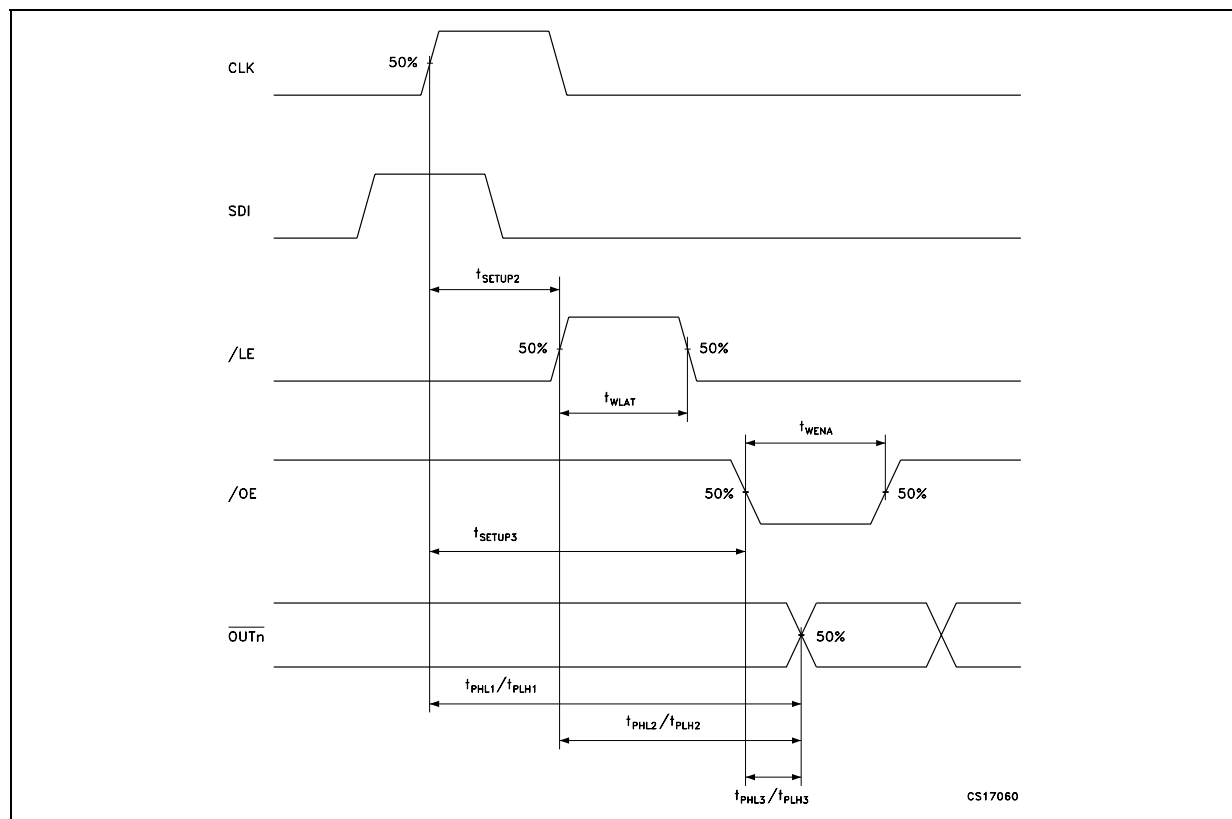 CLK
50%
SDI
tSETUP2
/LE
50%
50%
tWLAT
tWENA
/OE
50%
50%
tSETUP3
OUTn
50%
tPHL1/tPLH1
tPHL2/tPLH2
tPHL3/tPLH3
CS17060